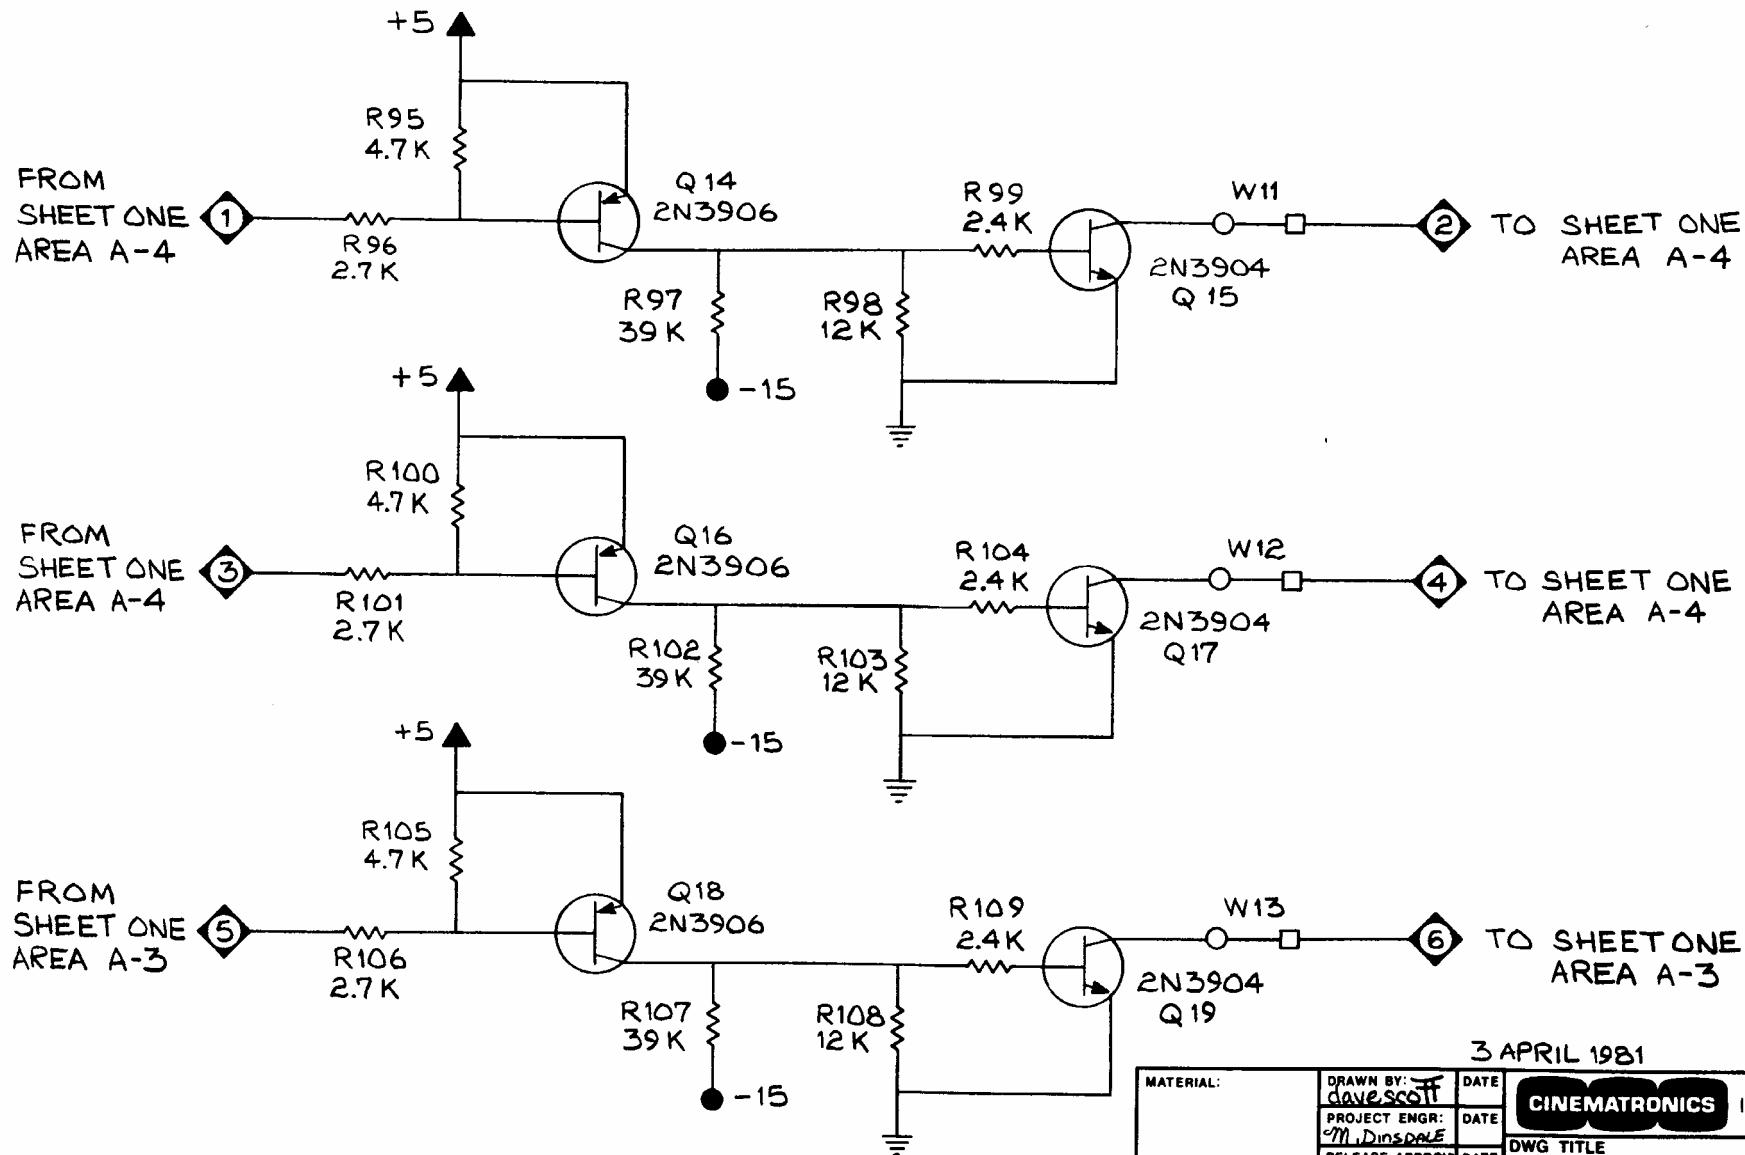 +5
R95
4.7K
FROM
SHEET ONE
AREA A-4
1
R96
2.7K
Q14
2N3906
R97
39K
-15
R98
12K
R99
2.4K
2N3904
Q15
W11
2
TO SHEET ONE
AREA A-4
+5
R100
4.7K
FROM
SHEET ONE
AREA A-4
3
R101
2.7K
Q16
2N3906
R102
39K
-15
R103
12K
R104
2.4K
2N3904
Q17
W12
4
TO SHEET ONE
AREA A-4
+5
R105
4.7K
FROM
SHEET ONE
AREA A-3
5
R106
2.7K
Q18
2N3906
R107
39K
-15
R108
12K
R109
2.4K
2N3904
Q19
W13
6
TO SHEET ONE
AREA A-3
3 APRIL 1981
MATERIAL:
DRAWN BY:
dave scott
DATE
PROJECT ENGR:
M. DINSDALE
DATE
CINEMATRONICS
DWG TITLE